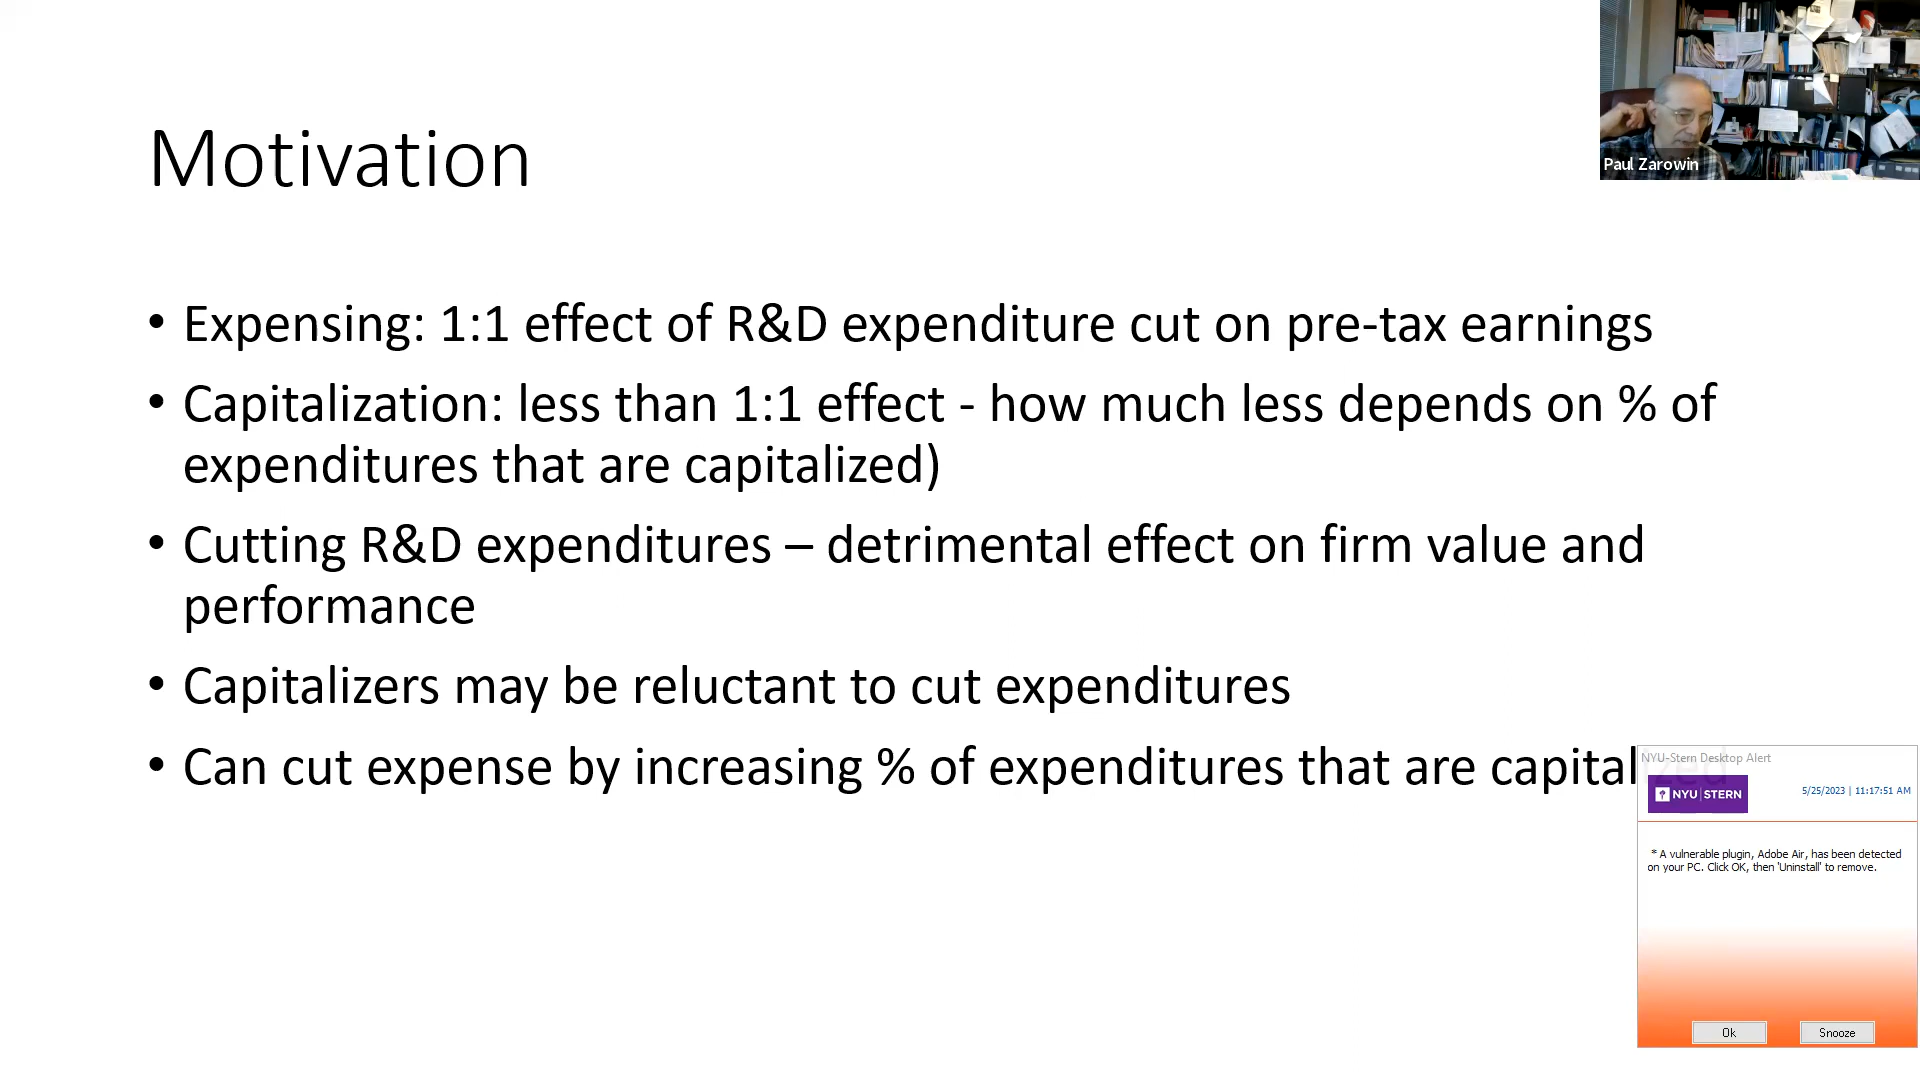 Motivation
Paul Zarowin
• Expensing: 1:1 effect of R&D expenditure cut on pre-tax earnings
• Capitalization: less than 1:1 effect - how much less depends on % of
expenditures that are capitalized)
• Cutting R&D expenditures – detrimental effect on firm value and
performance
• Capitalizers may be reluctant to cut expenditures
• Can cut expense by increasing % of expenditures that are capitalized
NYU-Stern Desktop Alert
NYU STERN
5/25/2023 | 11:17:51 AM
* A vulnerable plugin, Adobe Air, has been detected
on your PC. Click OK, then 'Uninstall' to remove.
Ok
Snooze